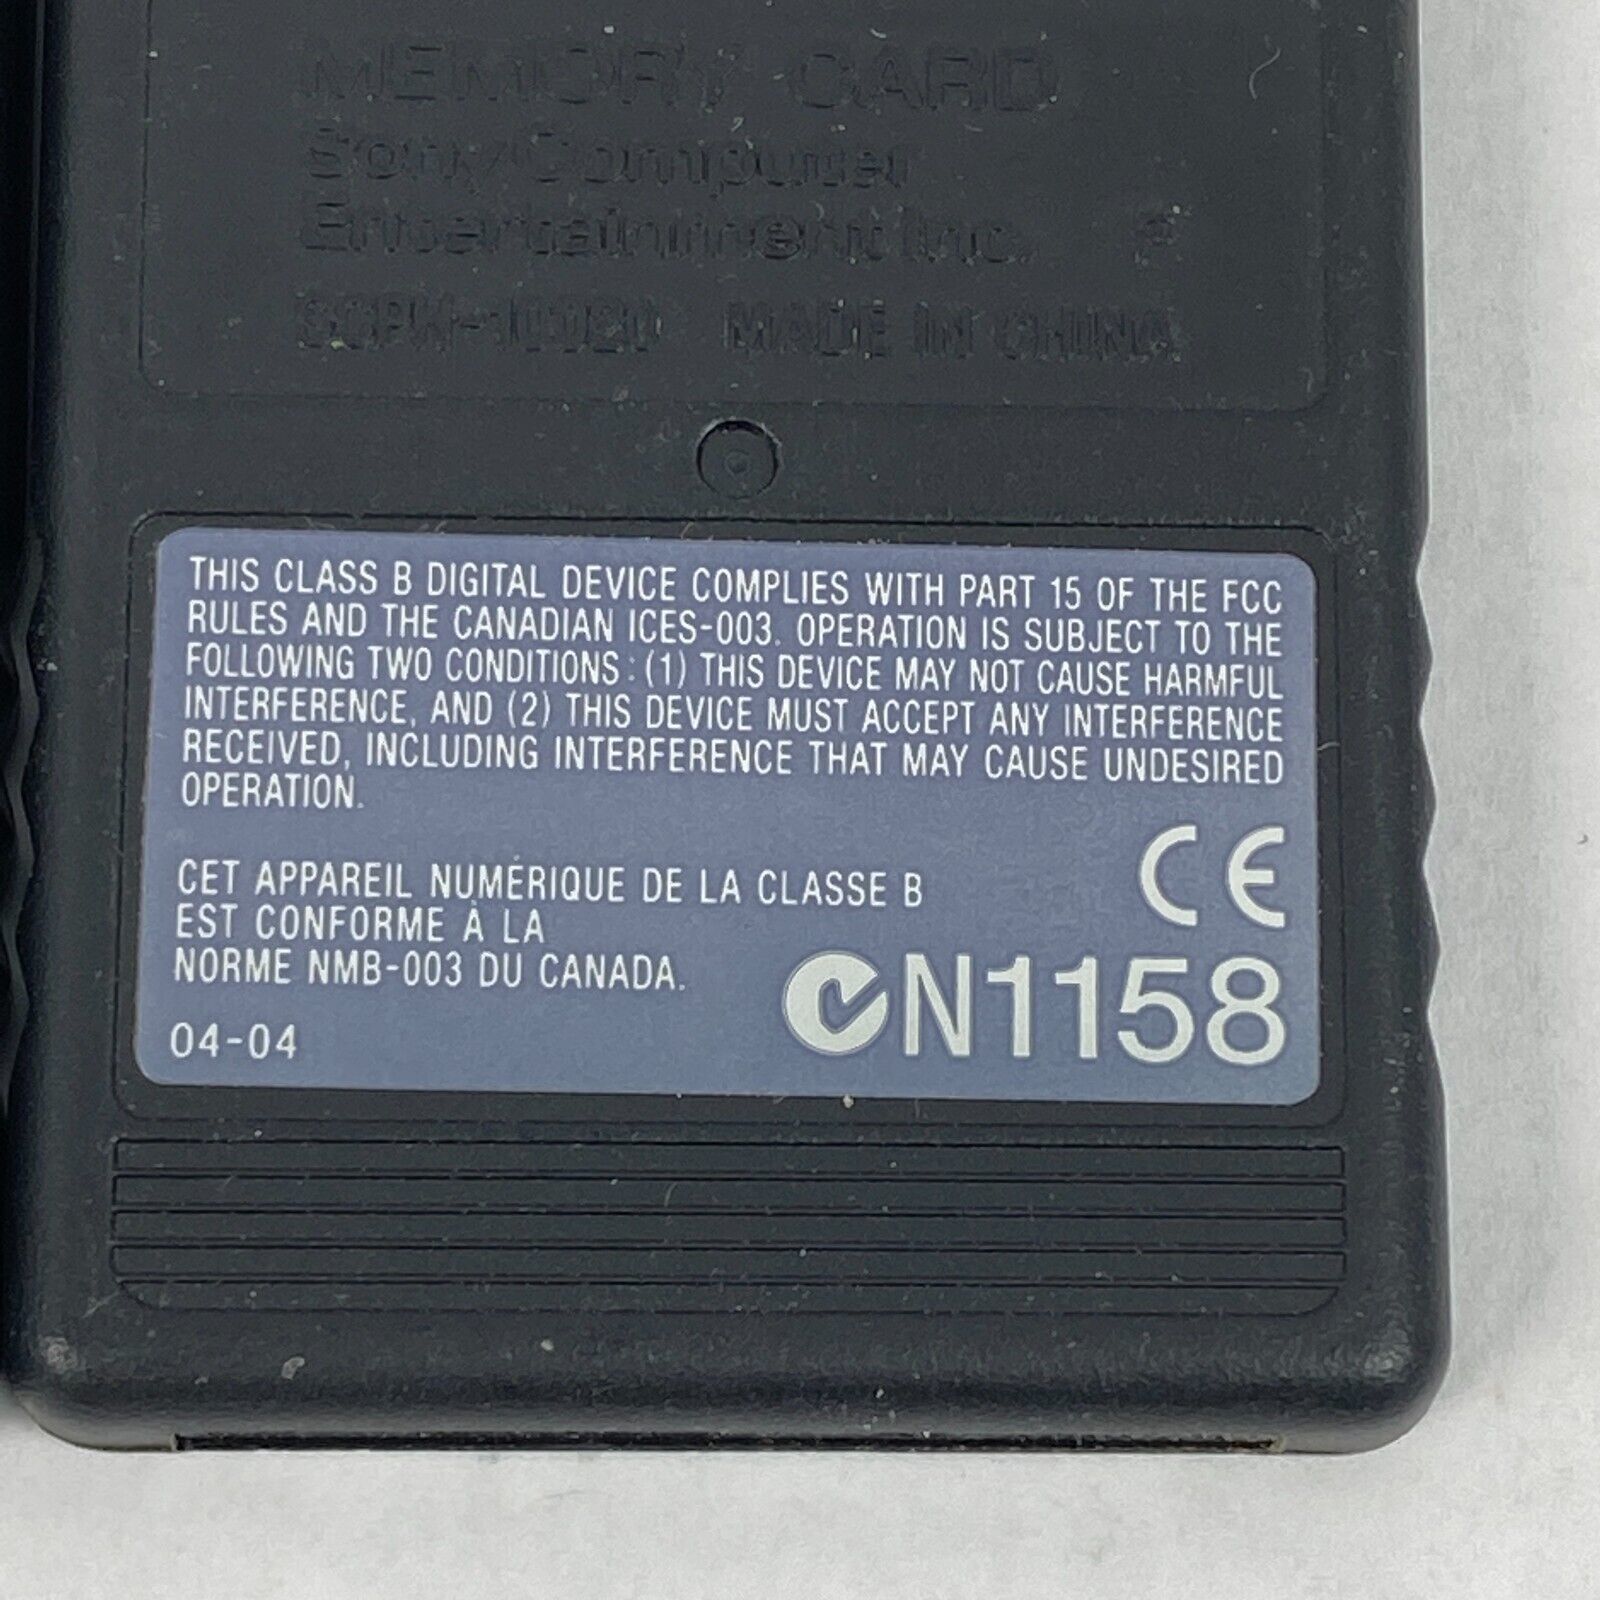 MEMORY CARD
Sony Computer
Entertainment Inc.
SCPH-10020 MADE IN CHINA
THIS CLASS B DIGITAL DEVICE COMPLIES WITH PART 15 OF THE FCC
RULES AND THE CANADIAN ICES-003. OPERATION IS SUBJECT TO THE
FOLLOWING TWO CONDITIONS : (1) THIS DEVICE MAY NOT CAUSE HARMFUL
INTERFERENCE, AND (2) THIS DEVICE MUST ACCEPT ANY INTERFERENCE
RECEIVED, INCLUDING INTERFERENCE THAT MAY CAUSE UNDESIRED
OPERATION.
CET APPAREIL NUMÉRIQUE DE LA CLASSE B
EST CONFORME À LA
NORME NMB-003 DU CANADA.
CE
N1158
04-04